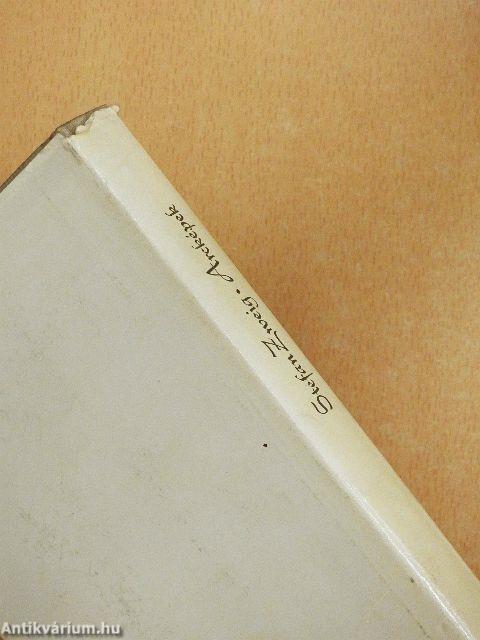 Stefan Zweig • Arcképek
Antikvárium.hu